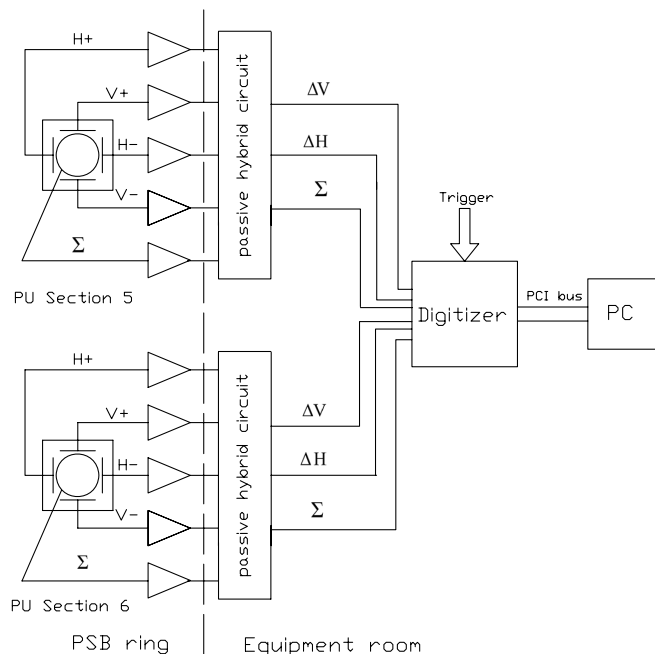 H+
V+
H-
V-
Σ
PU Section 5
passive hybrid circuit
ΔV
ΔH
Σ
Trigger
Digitizer
PCI bus
PC
H+
V+
H-
V-
Σ
PU Section 6
passive hybrid circuit
ΔV
ΔH
Σ
PSB ring
Equipment room